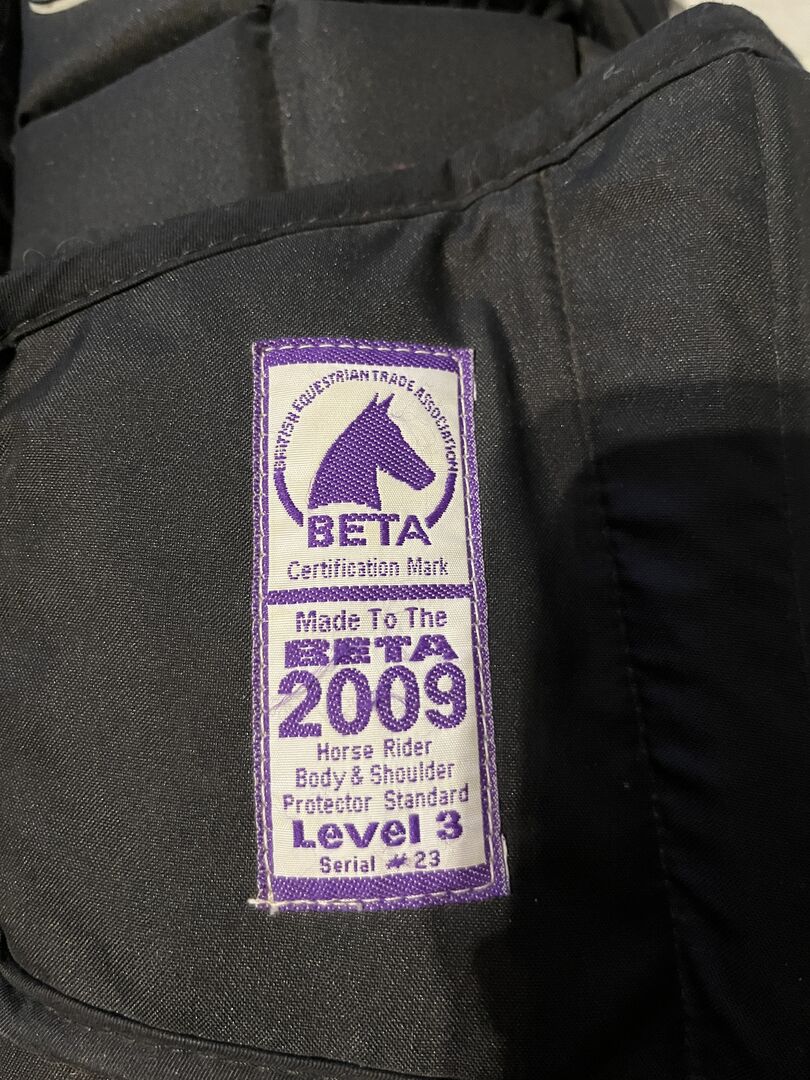 BRITISH EQUESTRIAN TRADE ASSOCIATION
BETA
Certification Mark
Made To The
BETA
2009
Horse Rider
Body & Shoulder
Protector Standard
Level 3
Serial # 23